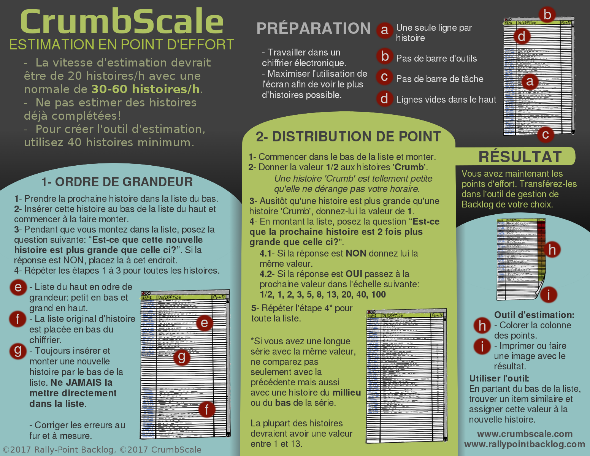 CrumbScale
ESTIMATION EN POINT D'EFFORT
- La vitesse d'estimation devrait
être de 20 histoires/h avec une
normale de 30-60 histoires/h.
- Ne pas estimer des histoires
déjà complétées!
- Pour créer l'outil d'estimation,
utilisez 40 histoires minimum.
PRÉPARATION
- Travailler dans un
chiffrier électronique.
- Maximiser l'utilisation de
l'écran afin de voir le plus
d'histoires possible.
a Une seule ligne par
histoire
b Pas de barre d'outils
c Pas de barre de tâche
d Lignes vides dans le haut
b
d
a
c
1- ORDRE DE GRANDEUR
1- Prendre la prochaine histoire dans la liste du bas.
2- Insérer cette histoire au bas de la liste du haut et
commencer à la faire monter.
3- Pendant que vous montez dans la liste, posez la
question suivante: "Est-ce que cette nouvelle
histoire est plus grande que celle ci?". Si la
réponse est NON, placez la à cet endroit.
4- Répéter les étapes 1 à 3 pour toutes les histoires.
e - Liste du haut en odre de
grandeur: petit en bas et
grand en haut.
f - La liste original d'histoire
est placée en bas du
chiffrier.
g - Toujours insérer et
monter une nouvelle
histoire par le bas de la
liste. Ne JAMAIS la
mettre directement
dans la liste.
- Corriger les erreurs au
fur et à mesure.
e
g
f
2- DISTRIBUTION DE POINT
1- Commencer dans le bas de la liste et monter.
2- Donner la valeur 1/2 aux histoires 'Crumb'.
Une histoire 'Crumb' est tellement petite
qu'elle ne dérange pas votre horaire.
3- Ausitôt qu'une histoire est plus grande qu'une
histoire 'Crumb', donnez-lui la valeur de 1.
4- En montant la liste, posez la question "Est-ce
que la prochaine histoire est 2 fois plus
grande que celle ci?".
4.1- Si la réponse est NON donnez lui la
même valeur.
4.2- Si la réponse est OUI passez à la
prochaine valeur dans l'échelle suivante:
1/2, 1, 2, 3, 5, 8, 13, 20, 40, 100
5- Répéter l'étape 4* pour
toute la liste.
*Si vous avez une longue
série avec la même valeur,
ne comparez pas
seulement avec la
précédente mais aussi
avec une histoire du millieu
ou du bas de la série.
La plupart des histoires
devraient avoir une valeur
entre 1 et 13.
RÉSULTAT
Vous avez maintenant les
points d'effort. Transférez-les
dans l'outil de gestion de
Backlog de votre choix.
h
i
Outil d'estimation:
h - Colorer la colonne
des points.
i - Imprimer ou faire
une image avec le
résultat.
Utiliser l'outil:
En partant du bas de la liste,
trouver un item similaire et
assigner cette valeur à la
nouvelle histoire.
www.crumbscale.com
www.rallypointbacklog.com
©2017 Rally-Point Backlog, ©2017 CrumbScale